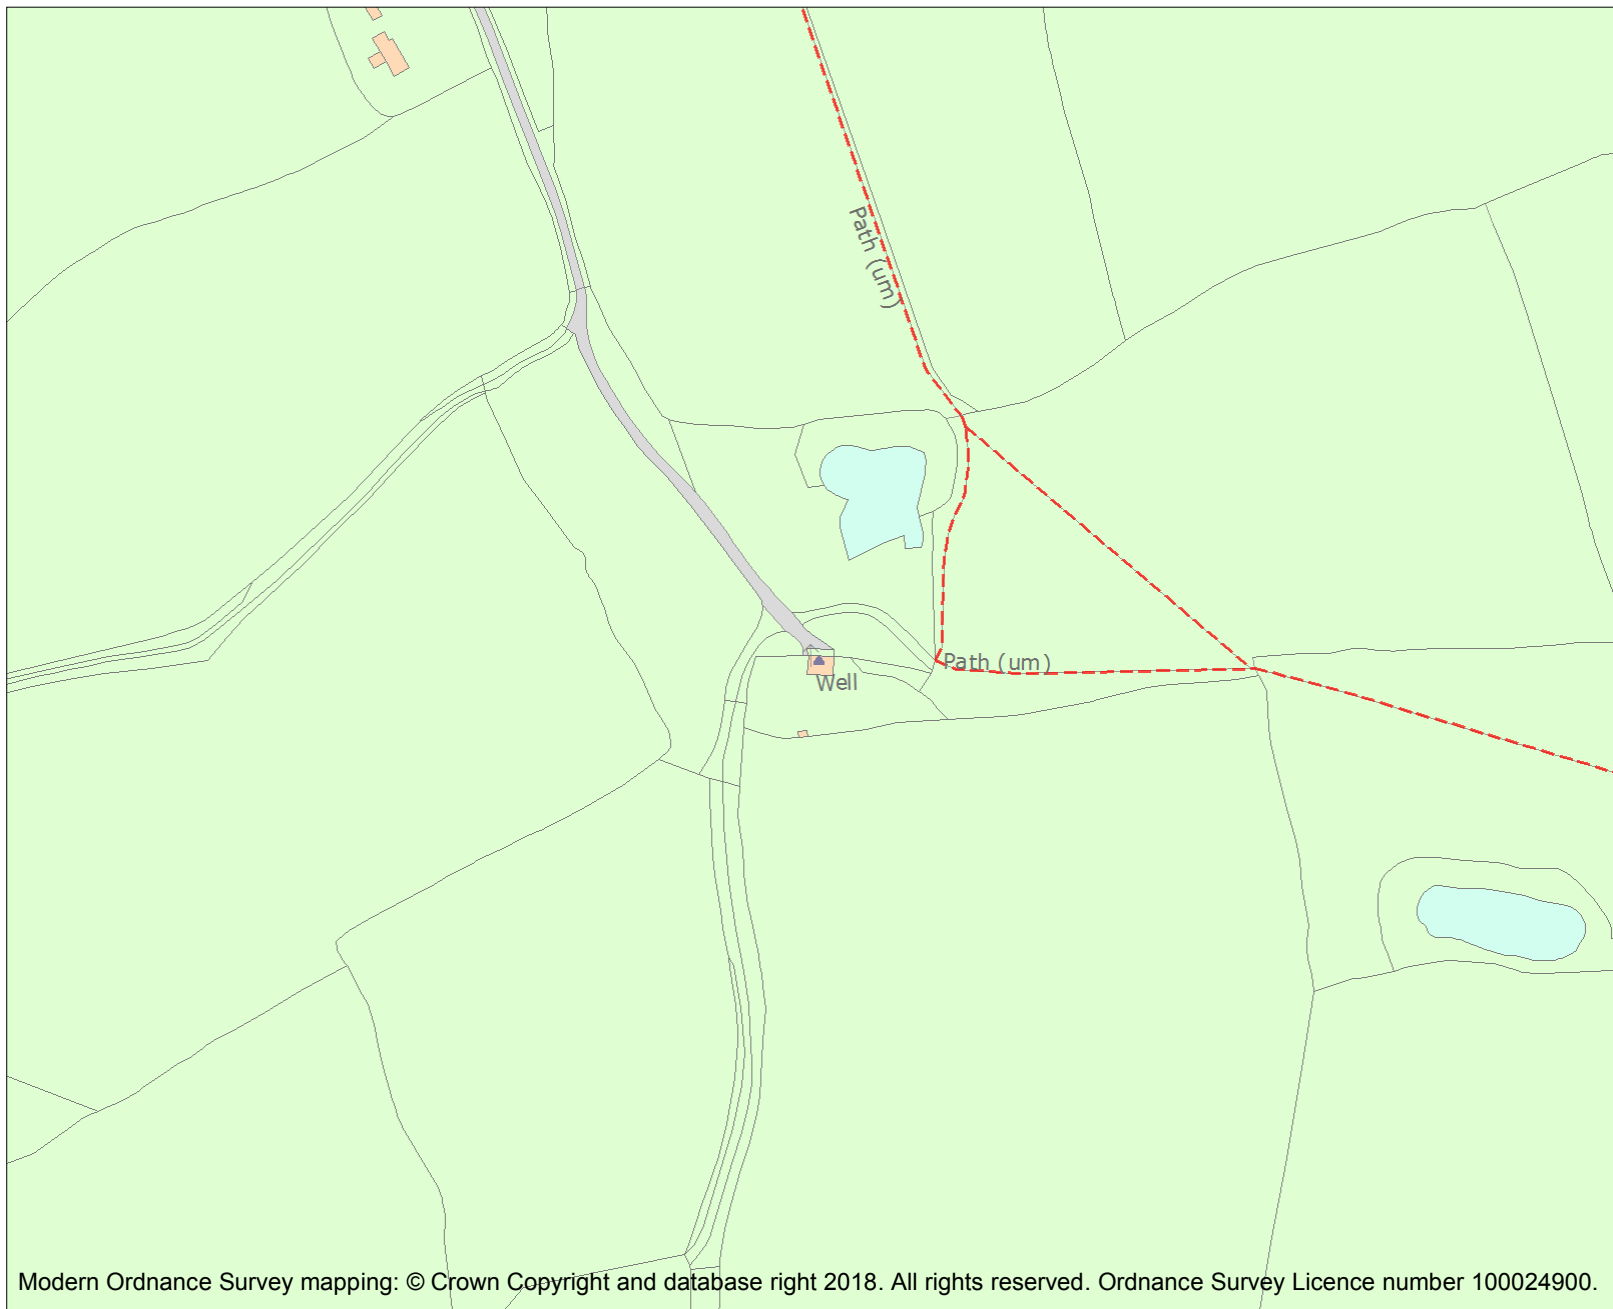 Path (um)
Path (um)
Well
Modern Ordnance Survey mapping: © Crown Copyright and database right 2018. All rights reserved. Ordnance Survey Licence number 100024900.